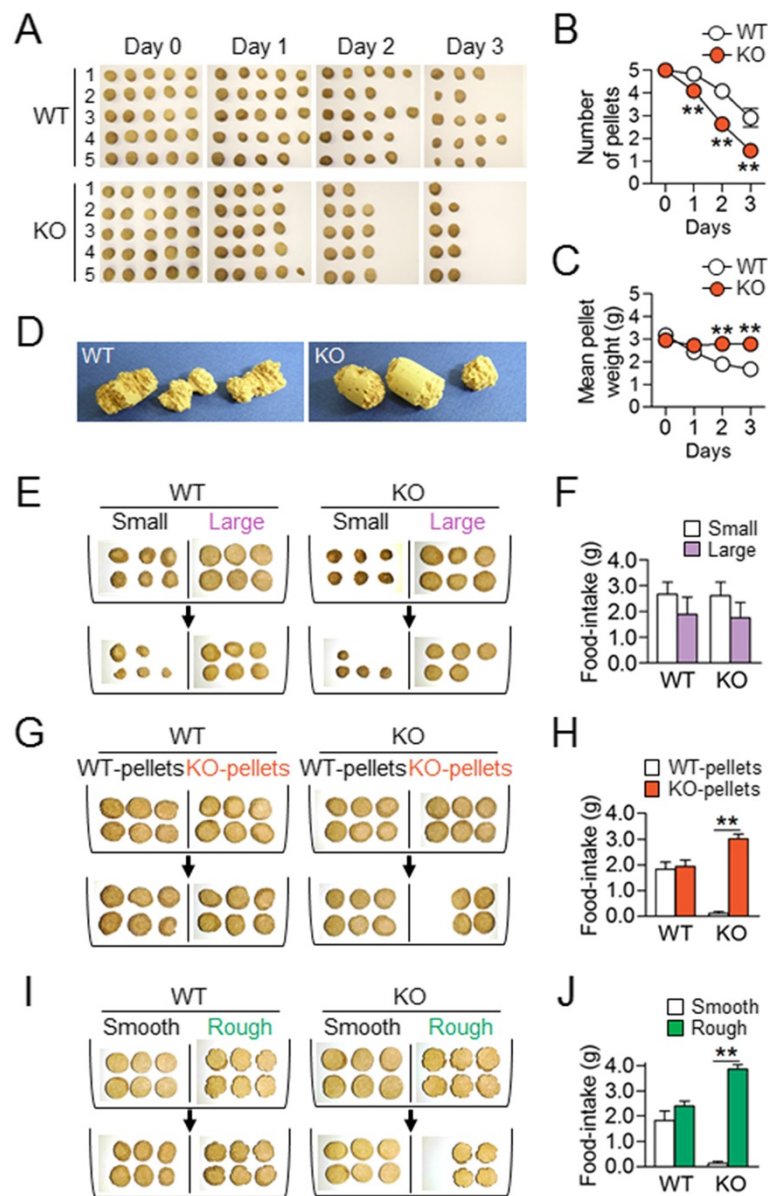 A
Day 0 Day 1 Day 2 Day 3
WT
1
2
3
4
5
KO
1
2
3
4
5
B
WT
KO
Number
of pellets
5
4
3
2
1
0
**
**
**
0 1 2 3
Days
C
WT
KO
Mean pellet
weight (g)
5
4
3
2
1
0
** **
0 1 2 3
Days
D
WT KO
E
WT KO
Small Large Small Large
F
Small
Large
Food-intake (g)
4.0
3.0
2.0
1.0
0.0
WT KO
G
WT KO
WT-pellets KO-pellets WT-pellets KO-pellets
H
WT-pellets
KO-pellets
Food-intake (g)
4.0
3.0
2.0
1.0
0.0
**
WT KO
I
WT KO
Smooth Rough Smooth Rough
J
Smooth
Rough
Food-intake (g)
4.0
3.0
2.0
1.0
0.0
**
WT KO